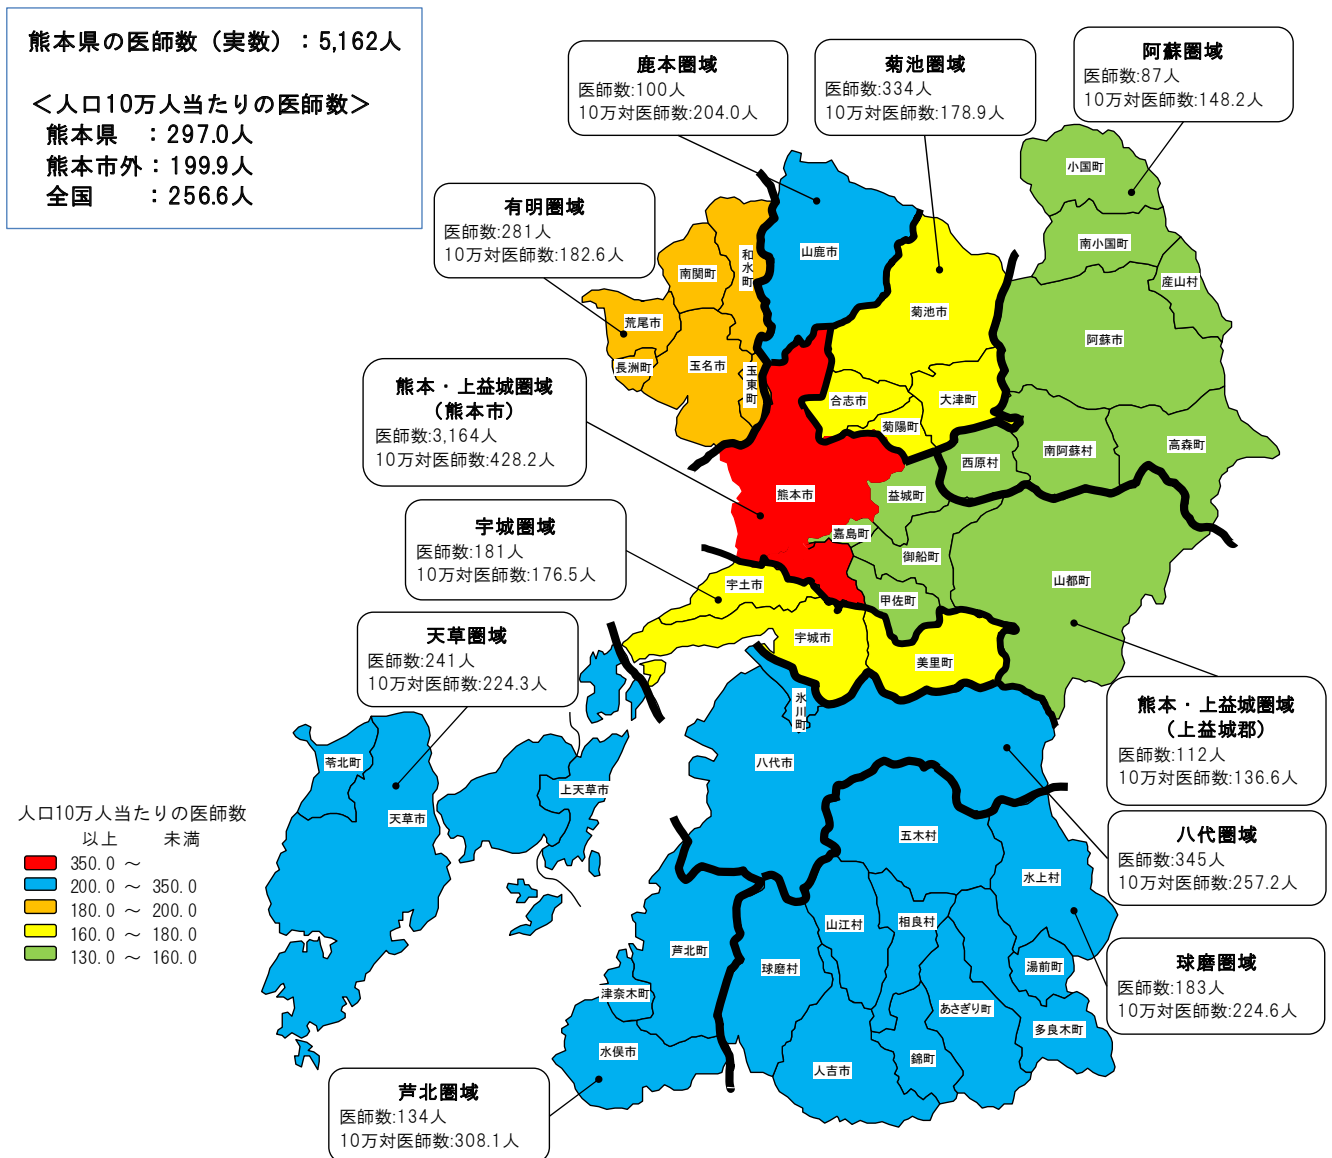 熊本県の医師数（実数）：5,162人
＜人口10万人当たりの医師数＞
熊本県　：297.0人
熊本市外：199.9人
全国　　：256.6人
鹿本圏域
医師数:100人
10万対医師数:204.0人
菊池圏域
医師数:334人
10万対医師数:178.9人
阿蘇圏域
医師数:87人
10万対医師数:148.2人
有明圏域
医師数:281人
10万対医師数:182.6人
熊本・上益城圏域
（熊本市）
医師数:3,164人
10万対医師数:428.2人
宇城圏域
医師数:181人
10万対医師数:176.5人
天草圏域
医師数:241人
10万対医師数:224.3人
熊本・上益城圏域
（上益城郡）
医師数:112人
10万対医師数:136.6人
八代圏域
医師数:345人
10万対医師数:257.2人
球磨圏域
医師数:183人
10万対医師数:224.6人
芦北圏域
医師数:134人
10万対医師数:308.1人
小国町
南小国町
産山村
阿蘇市
山鹿市
和水町
南関町
荒尾市
長洲町
玉名市
玉東町
菊池市
合志市
大津町
菊陽町
西原村
南阿蘇村
高森町
熊本市
益城町
嘉島町
御船町
甲佐町
山都町
宇土市
宇城市
美里町
氷川町
八代市
苓北町
天草市
上天草市
五木村
水上村
山江村
相良村
芦北町
球磨村
湯前町
津奈木町
あさぎり町
多良木町
水俣市
人吉市
錦町
人口10万人当たりの医師数
以上　未満
350.0 ～
200.0 ～ 350.0
180.0 ～ 200.0
160.0 ～ 180.0
130.0 ～ 160.0